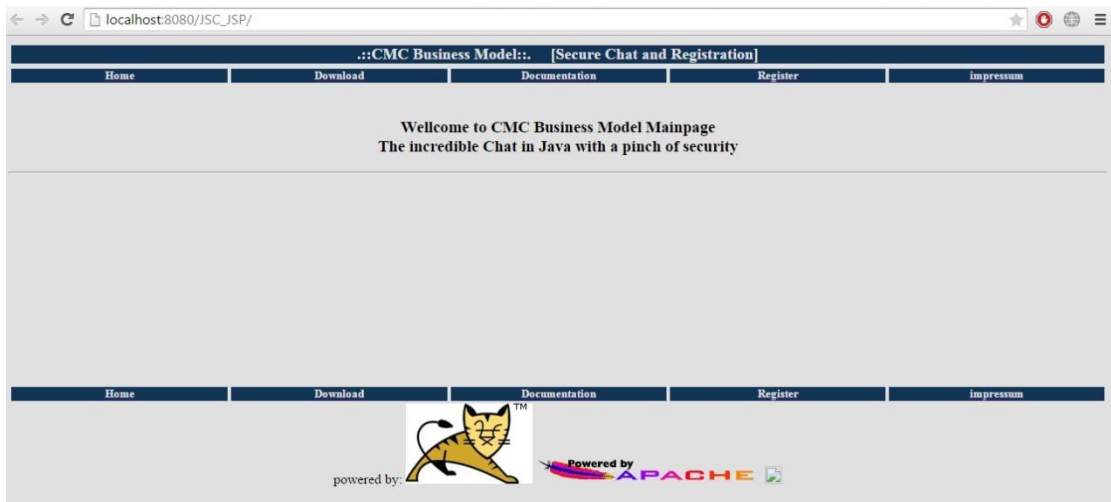 localhost:8080/JSC_JSP/
.::CMC Business Model::. [Secure Chat and Registration]
Home Download Documentation Register impressum
Wellcome to CMC Business Model Mainpage
The incredible Chat in Java with a pinch of security
Home Download Documentation Register impressum
TM
powered by: Powered by
APACHE